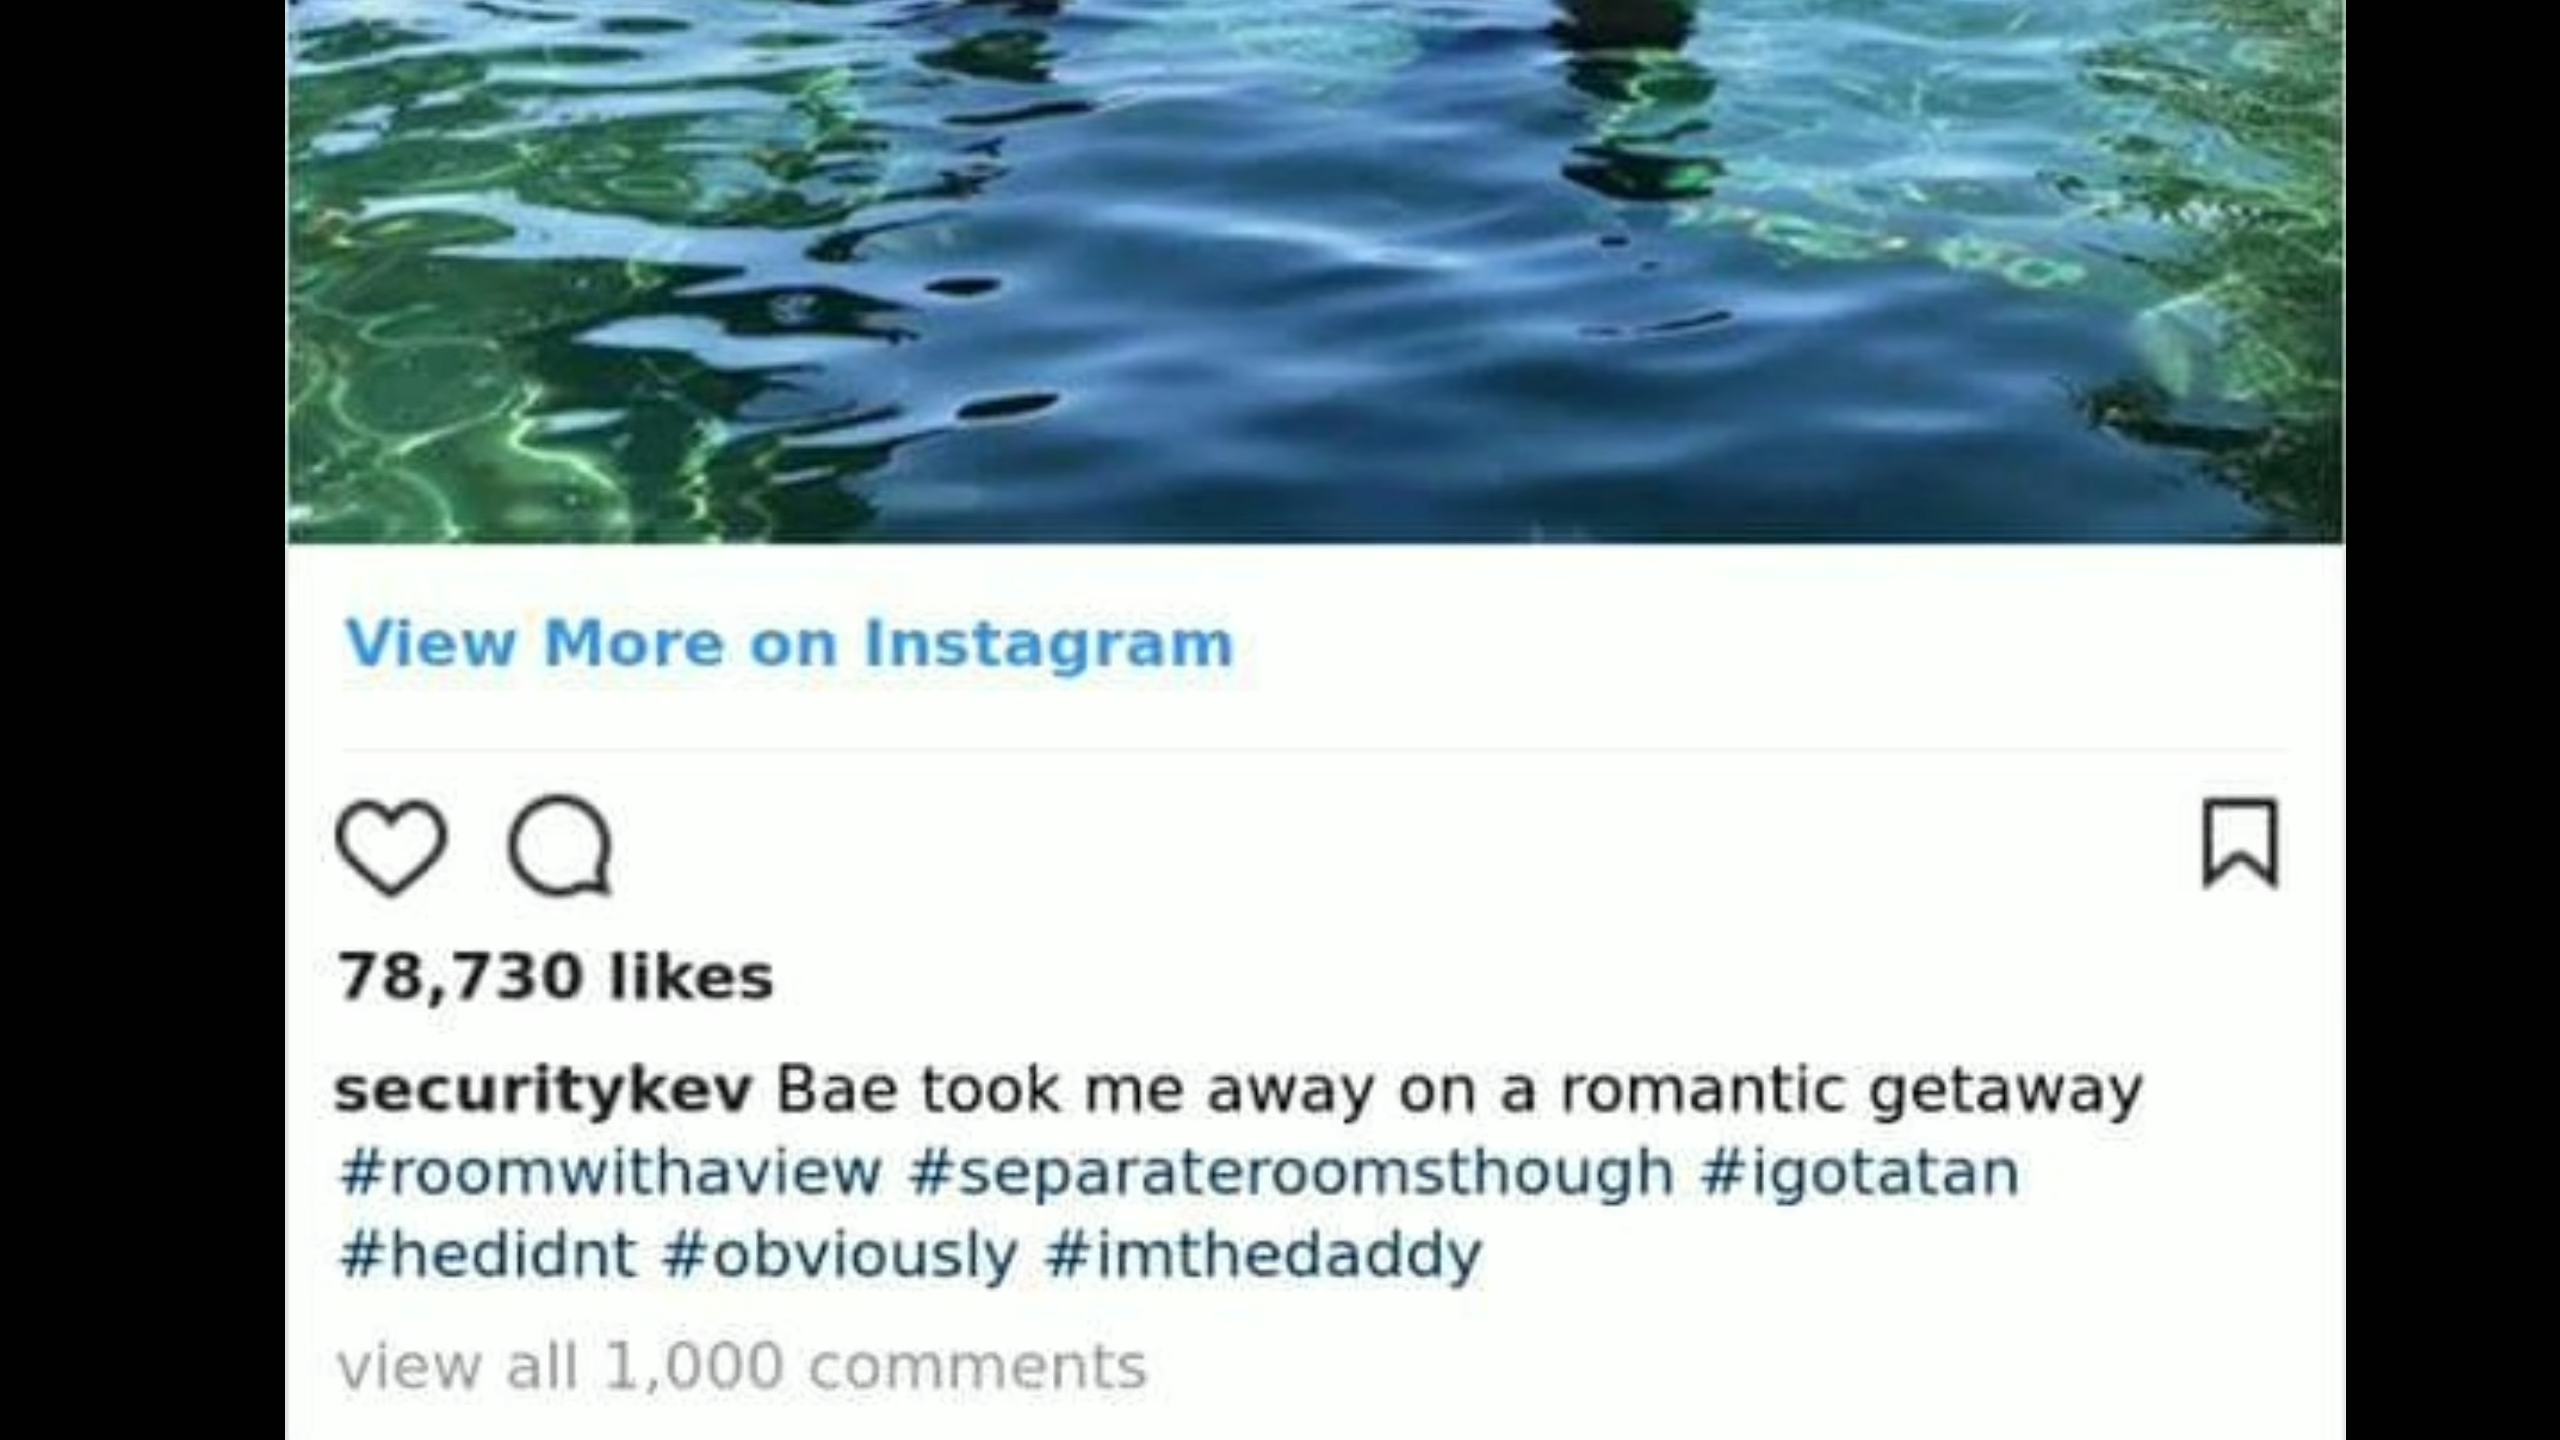 View More on Instagram
78,730 likes
securitykev Bae took me away on a romantic getaway
#roomwithaview #separateroomsthough #igotatan
#hedidnt #obviously #imthedaddy
view all 1,000 comments